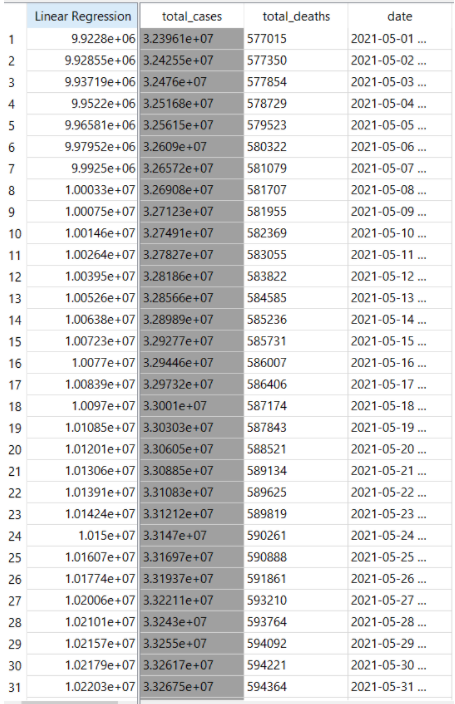 Linear Regression total_cases total_deaths date
1 9.9228e+06 3.23961e+07 577015 2021-05-01 ...
2 9.92855e+06 3.24255e+07 577350 2021-05-02 ...
3 9.93719e+06 3.2476e+07 577854 2021-05-03 ...
4 9.9522e+06 3.25168e+07 578729 2021-05-04 ...
5 9.96581e+06 3.25615e+07 579523 2021-05-05 ...
6 9.97952e+06 3.2609e+07 580322 2021-05-06 ...
7 9.9925e+06 3.26572e+07 581079 2021-05-07 ...
8 1.00033e+07 3.26908e+07 581707 2021-05-08 ...
9 1.00075e+07 3.27123e+07 581955 2021-05-09 ...
10 1.00146e+07 3.27491e+07 582369 2021-05-10 ...
11 1.00264e+07 3.27827e+07 583055 2021-05-11 ...
12 1.00395e+07 3.28186e+07 583822 2021-05-12 ...
13 1.00526e+07 3.28566e+07 584585 2021-05-13 ...
14 1.00638e+07 3.28989e+07 585236 2021-05-14 ...
15 1.00723e+07 3.29277e+07 585731 2021-05-15 ...
16 1.0077e+07 3.29446e+07 586007 2021-05-16 ...
17 1.00839e+07 3.29732e+07 586406 2021-05-17 ...
18 1.0097e+07 3.3001e+07 587174 2021-05-18 ...
19 1.01085e+07 3.30303e+07 587843 2021-05-19 ...
20 1.01201e+07 3.30605e+07 588521 2021-05-20 ...
21 1.01306e+07 3.30885e+07 589134 2021-05-21 ...
22 1.01391e+07 3.31083e+07 589625 2021-05-22 ...
23 1.01424e+07 3.31212e+07 589819 2021-05-23 ...
24 1.015e+07 3.3147e+07 590261 2021-05-24 ...
25 1.01607e+07 3.31697e+07 590888 2021-05-25 ...
26 1.01774e+07 3.31937e+07 591861 2021-05-26 ...
27 1.02006e+07 3.32211e+07 593210 2021-05-27 ...
28 1.02101e+07 3.3243e+07 593764 2021-05-28 ...
29 1.02157e+07 3.3255e+07 594092 2021-05-29 ...
30 1.02179e+07 3.32617e+07 594221 2021-05-30 ...
31 1.02203e+07 3.32675e+07 594364 2021-05-31 ...